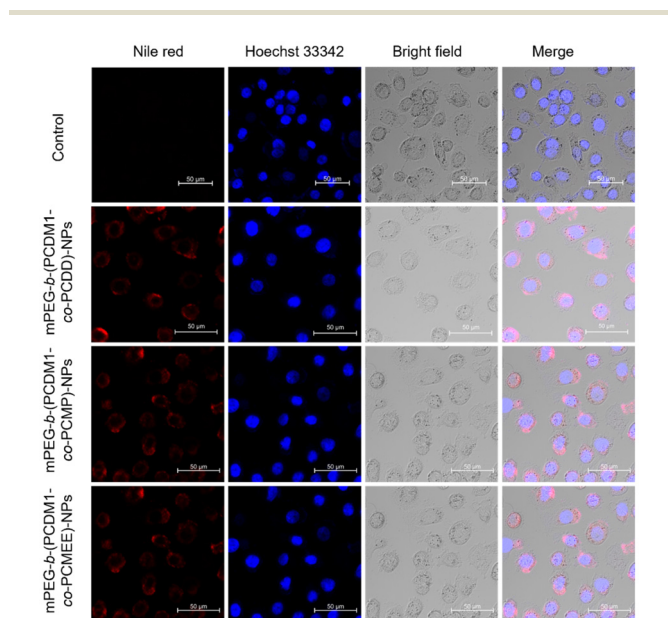 Nile red Hoechst 33342 Bright field Merge
Control
50 µm 50 µm 50 µm 50 µm
mPEG-b-(PCDM1-
co-PCDD)-NPs
50 µm 50 µm 50 µm 50 µm
mPEG-b-(PCDM1-
co-PCMP)-NPs
50 µm 50 µm 50 µm 50 µm
mPEG-b-(PCDM1-
co-PCMEE)-NPs
50 µm 50 µm 50 µm 50 µm